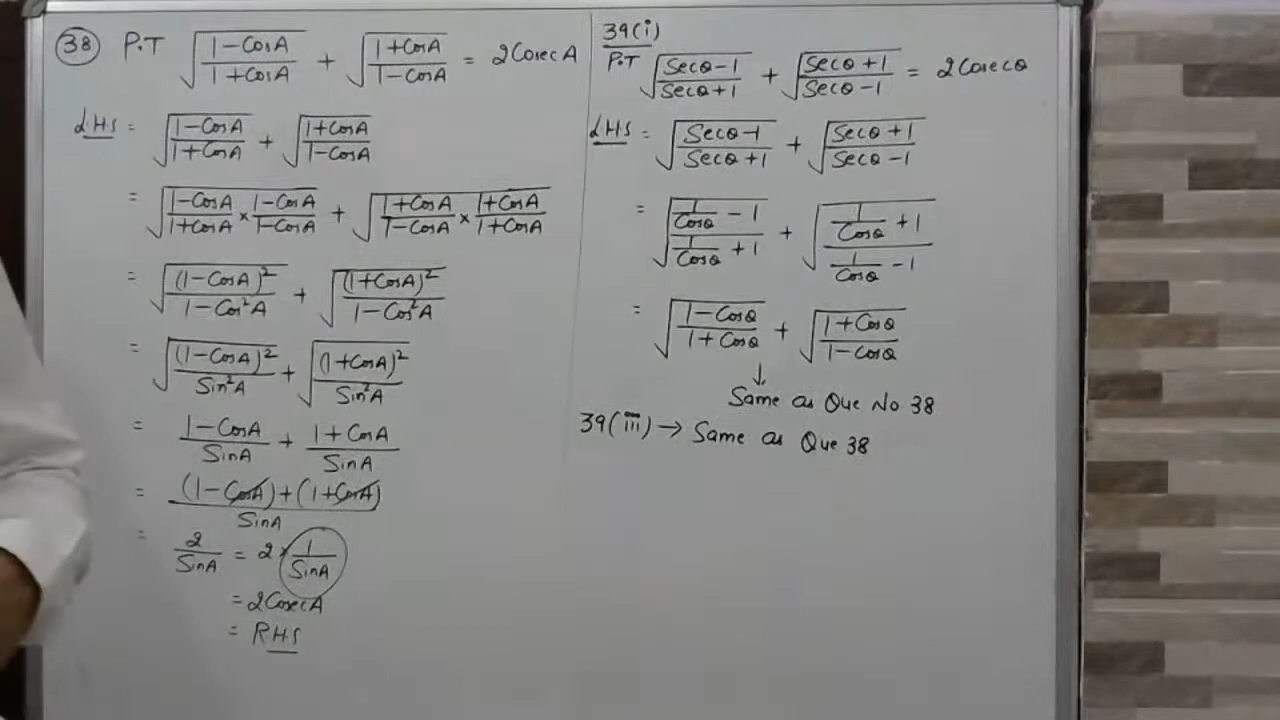 38 P.T √((1-CosA)/(1+CosA)) + √((1+CosA)/(1-CosA)) = 2CosecA
LHS = √((1-CosA)/(1+CosA)) + √((1+CosA)/(1-CosA))
= √((1-CosA)/(1+CosA) × (1-CosA)/(1-CosA)) + √((1+CosA)/(1-CosA) × (1+CosA)/(1+CosA))
= √((1-CosA)²/(1-Cos²A)) + √((1+CosA)²/(1-Cos²A))
= √((1-CosA)²/Sin²A) + √((1+CosA)²/Sin²A)
= (1-CosA)/SinA + (1+CosA)/SinA
= ((1-CosA)+(1+CosA))/SinA
= 2/SinA = 2 × 1/SinA
= 2CosecA
= RHS
39(i)
P.T √((Secθ-1)/(Secθ+1)) + √((Secθ+1)/(Secθ-1)) = 2Cosecθ
LHS = √((Secθ-1)/(Secθ+1)) + √((Secθ+1)/(Secθ-1))
= √((1/Cosθ - 1)/(1/Cosθ + 1)) + √((1/Cosθ + 1)/(1/Cosθ - 1))
= √((1-Cosθ)/(1+Cosθ)) + √((1+Cosθ)/(1-Cosθ))
↓
Same as Que No 38
39(iii) → Same as Que 38